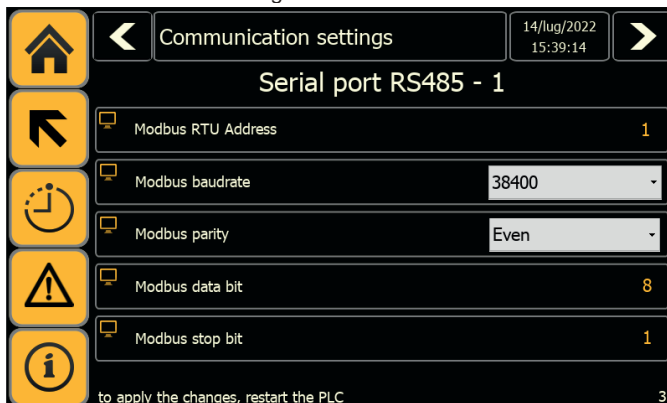 Communication settings
14/lug/2022
15:39:14
Serial port RS485 - 1
Modbus RTU Address 1
Modbus baudrate 38400
Modbus parity Even
Modbus data bit 8
Modbus stop bit 1
to apply the changes, restart the PLC 3